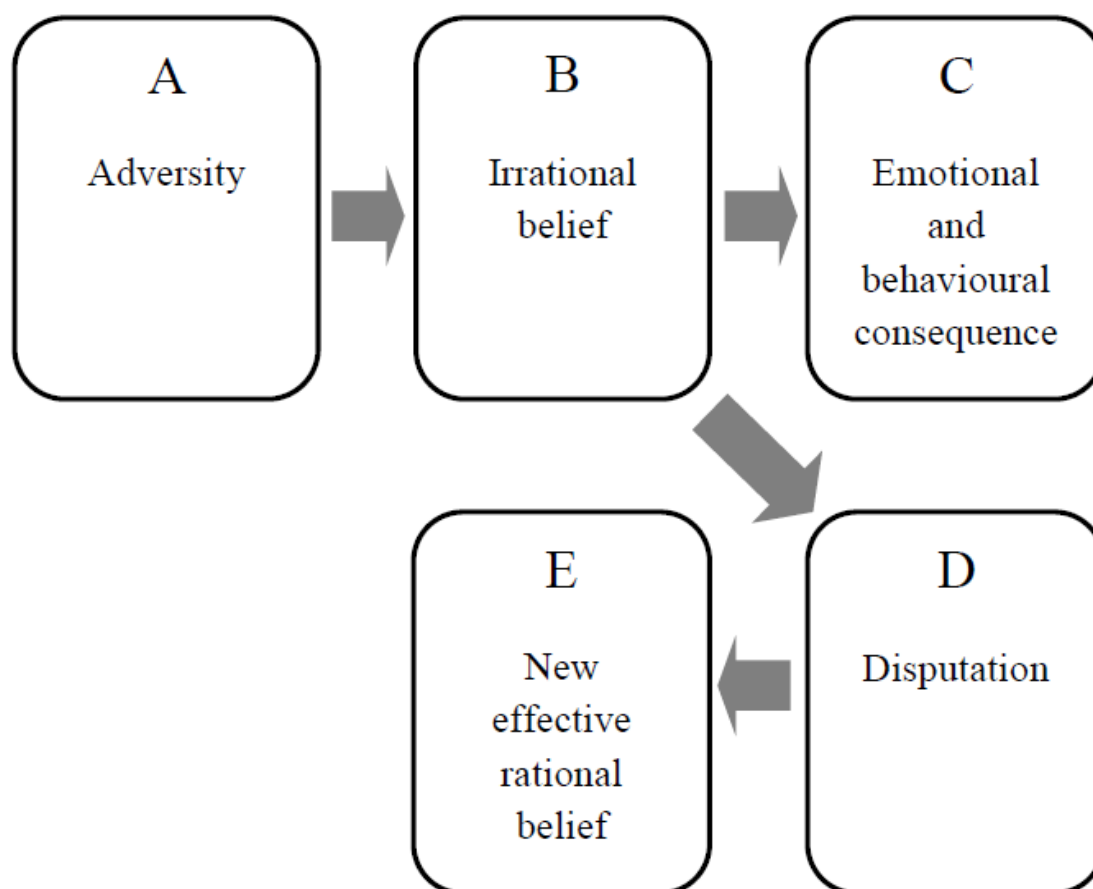 A
Adversity
B
Irrational
belief
C
Emotional
and
behavioural
consequence
E
New
effective
rational
belief
D
Disputation